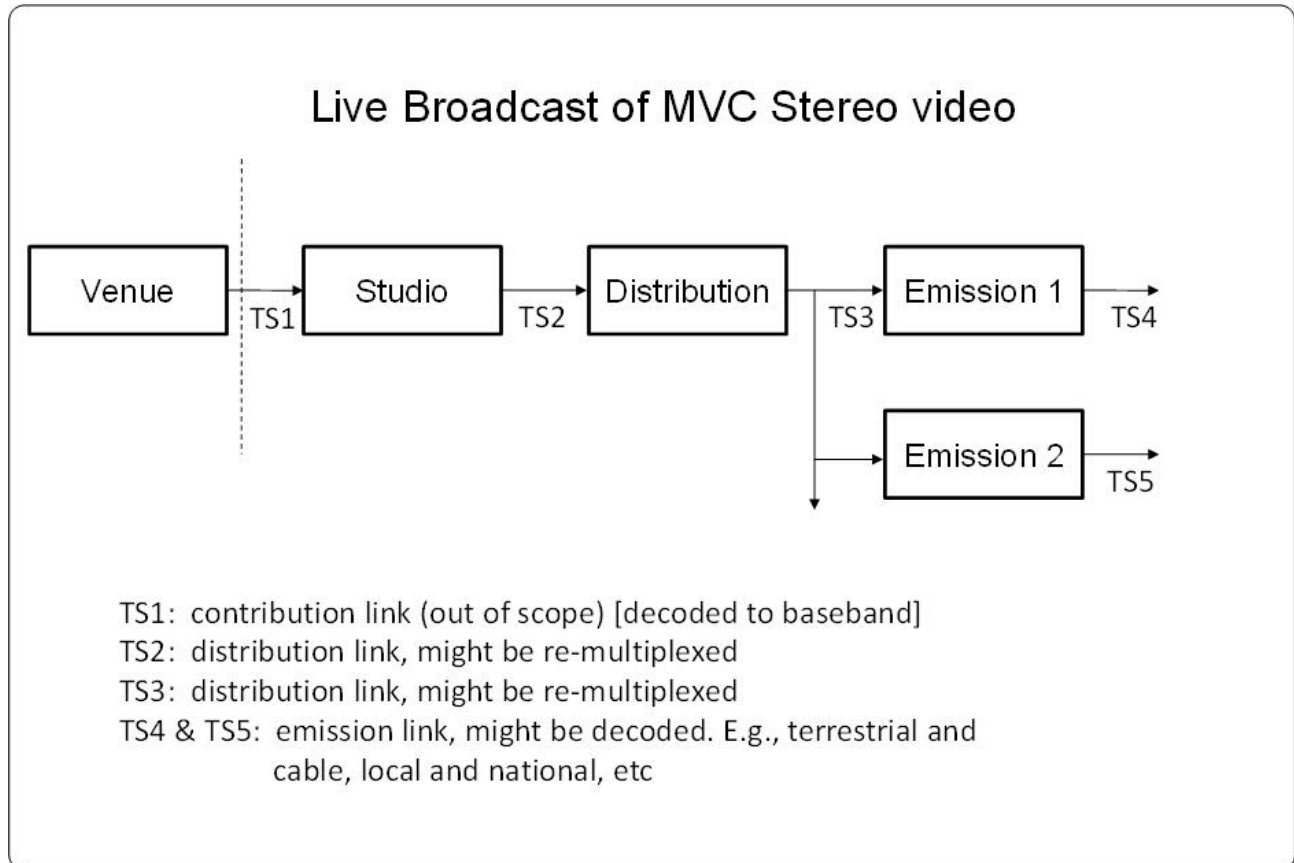 Live Broadcast of MVC Stereo video
Venue
TS1
Studio
TS2
Distribution
TS3
Emission 1
TS4
Emission 2
TS5
TS1: contribution link (out of scope) [decoded to baseband]
TS2: distribution link, might be re-multiplexed
TS3: distribution link, might be re-multiplexed
TS4 & TS5: emission link, might be decoded. E.g., terrestrial and
cable, local and national, etc